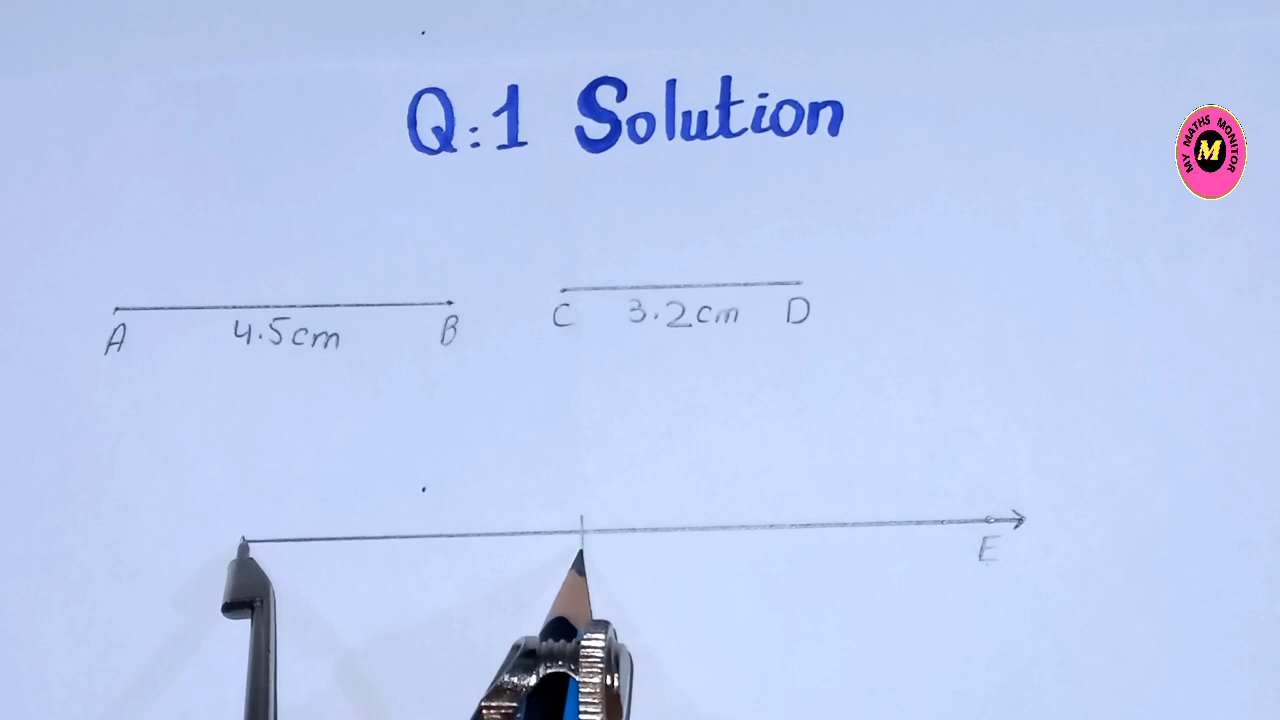 Q:1 Solution
MY MATHS MONITOR
M
A 4.5cm B
C 3.2cm D
E